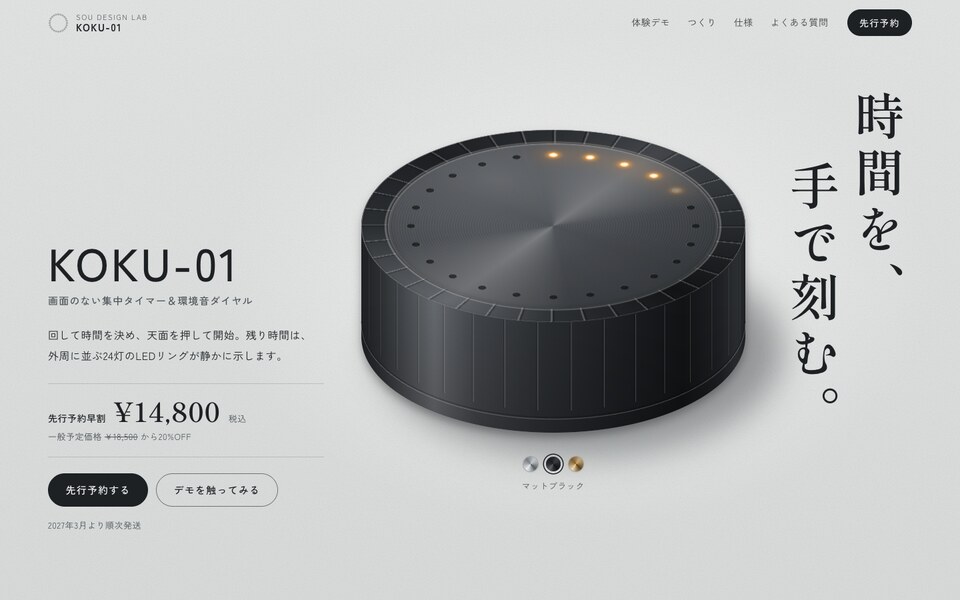 SOU DESIGN LAB
KOKU-01
体験デモ
つくり
仕様
よくある質問
先行予約
時間を、
手で刻む。
KOKU-01
画面のない集中タイマー＆環境音ダイヤル
回して時間を決め、天面を押して開始。残り時間は、
外周に並ぶ24灯のLEDリングが静かに示します。
先行予約早割 ¥14,800 税込
一般予定価格 ¥18,500 から20%OFF
先行予約する
デモを触ってみる
2027年3月より順次発送
マットブラック